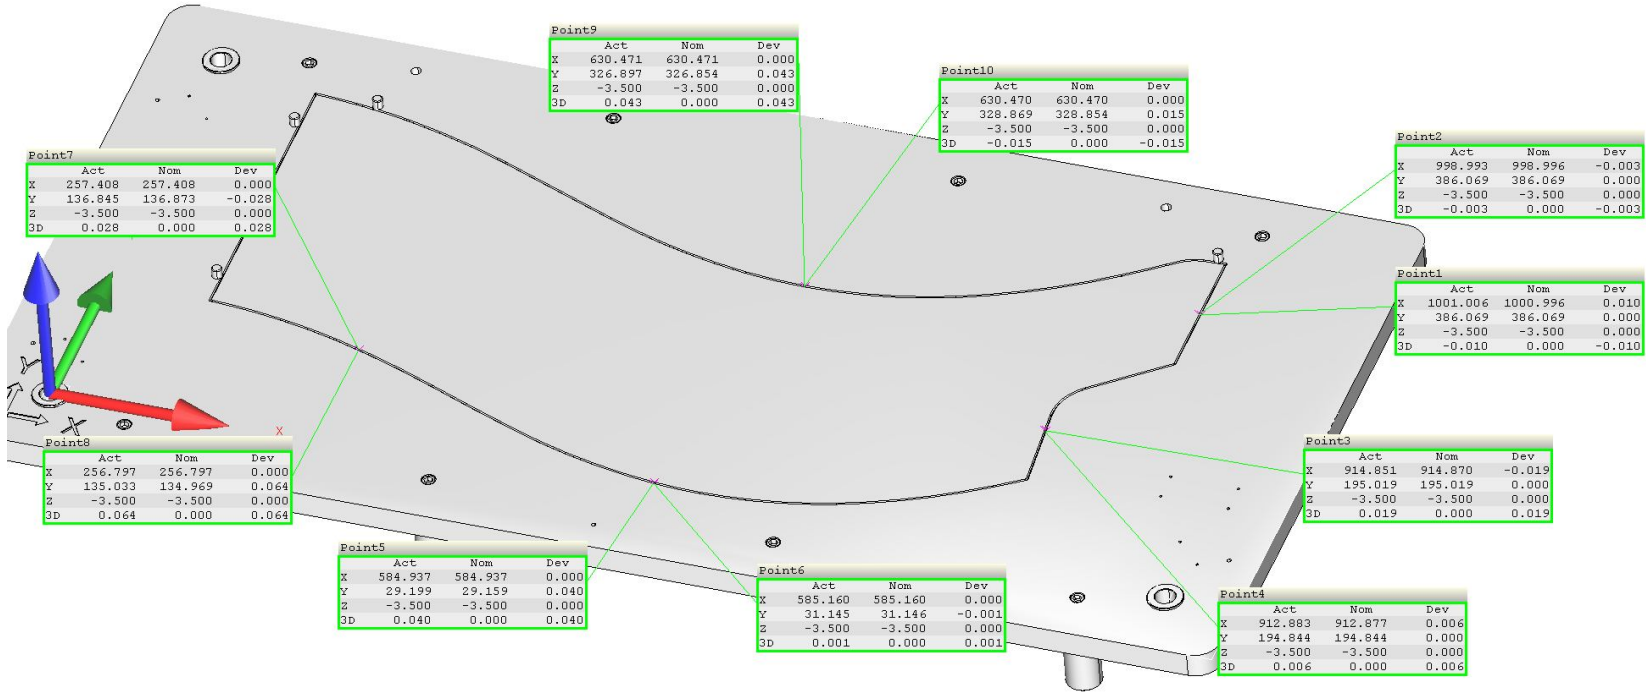 Point9
Act Nom Dev
X 630.471 630.471 0.000
Y 326.897 326.854 0.043
Z -3.500 -3.500 0.000
3D 0.043 0.000 0.043
Point10
Act Nom Dev
X 630.470 630.470 0.000
Y 328.869 328.854 0.015
Z -3.500 -3.500 0.000
3D -0.015 0.000 -0.015
Point2
Act Nom Dev
X 998.993 998.996 -0.003
Y 386.069 386.069 0.000
Z -3.500 -3.500 0.000
3D -0.003 0.000 -0.003
Point7
Act Nom Dev
X 257.408 257.408 0.000
Y 136.845 136.873 -0.028
Z -3.500 -3.500 0.000
3D 0.028 0.000 0.028
Point1
Act Nom Dev
X 1001.006 1000.996 0.010
Y 386.069 386.069 0.000
Z -3.500 -3.500 0.000
3D -0.010 0.000 -0.010
Y
X
X
Point8
Act Nom Dev
X 256.797 256.797 0.000
Y 135.033 134.969 0.064
Z -3.500 -3.500 0.000
3D 0.064 0.000 0.064
Point3
Act Nom Dev
X 914.851 914.870 -0.019
Y 195.019 195.019 0.000
Z -3.500 -3.500 0.000
3D 0.019 0.000 0.019
Point5
Act Nom Dev
X 584.937 584.937 0.000
Y 29.199 29.159 0.040
Z -3.500 -3.500 0.000
3D 0.040 0.000 0.040
Point6
Act Nom Dev
X 585.160 585.160 0.000
Y 31.145 31.146 -0.001
Z -3.500 -3.500 0.000
3D 0.001 0.000 0.001
Point4
Act Nom Dev
X 912.883 912.877 0.006
Y 194.844 194.844 0.000
Z -3.500 -3.500 0.000
3D 0.006 0.000 0.006